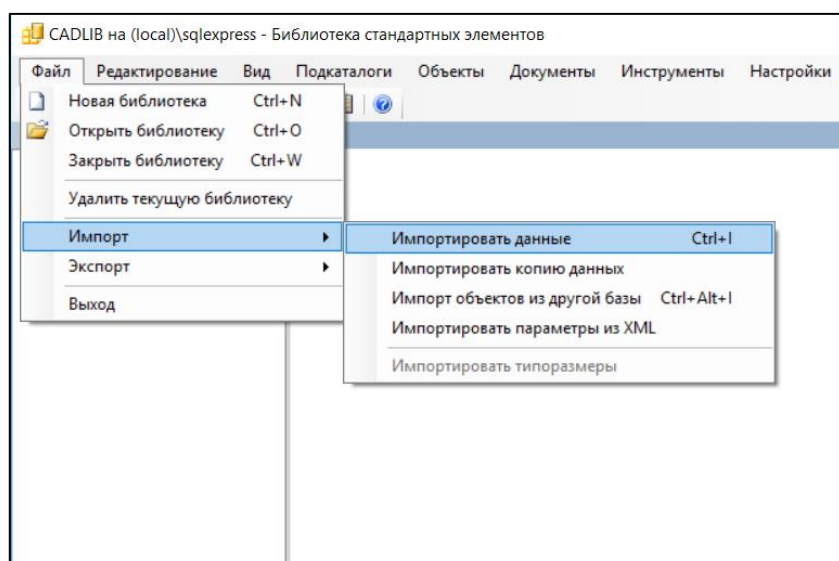 CADLIB на (local)\sqlexpress - Библиотека стандартных элементов
Файл Редактирование Вид Подкаталоги Объекты Документы Инструменты Настройки
Новая библиотека Ctrl+N
Открыть библиотеку Ctrl+O
Закрыть библиотеку Ctrl+W
Удалить текущую библиотеку
Импорт
Экспорт
Выход
Импортировать данные Ctrl+I
Импортировать копию данных
Импорт объектов из другой базы Ctrl+Alt+I
Импортировать параметры из XML
Импортировать типоразмеры